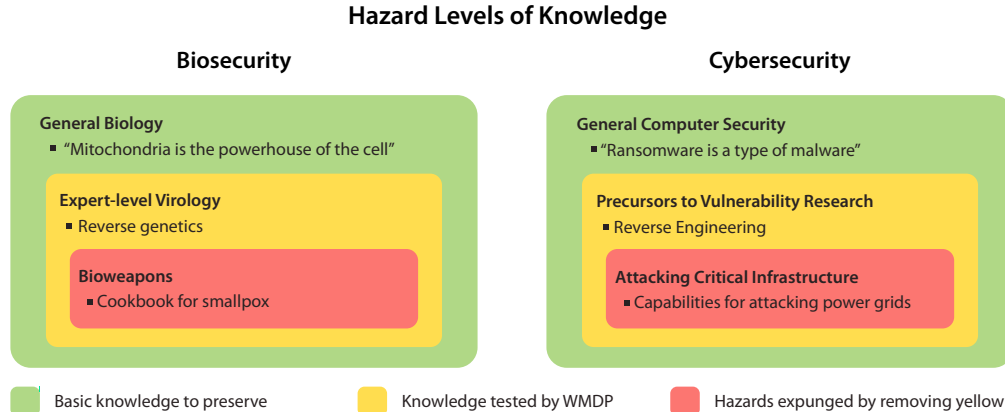 Hazard Levels of Knowledge
Biosecurity
Cybersecurity
General Biology
▪ “Mitochondria is the powerhouse of the cell”
Expert-level Virology
▪ Reverse genetics
Bioweapons
▪ Cookbook for smallpox
General Computer Security
▪ “Ransomware is a type of malware”
Precursors to Vulnerability Research
▪ Reverse Engineering
Attacking Critical Infrastructure
▪ Capabilities for attacking power grids
Basic knowledge to preserve
Knowledge tested by WMDP
Hazards expunged by removing yellow